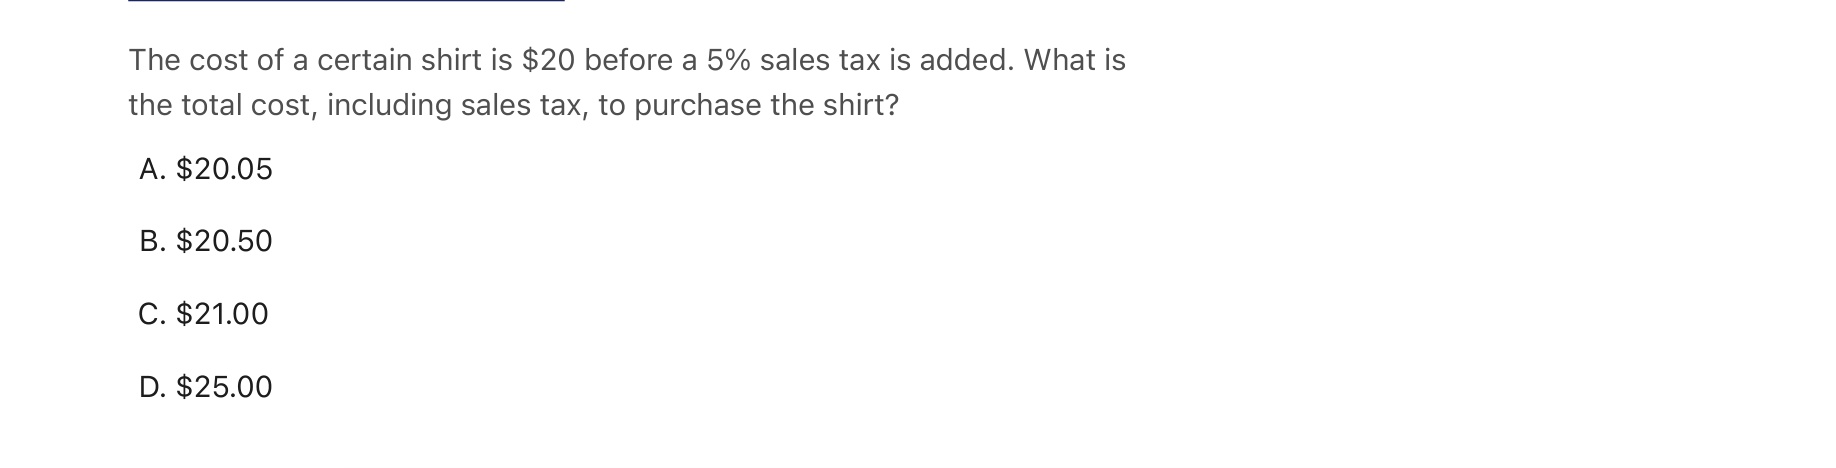 The cost of a certain shirt is $20 before a 5% sales tax is added. What is
the total cost, including sales tax, to purchase the shirt?
A. $20.05
B. $20.50
C. $21.00
D. $25.00